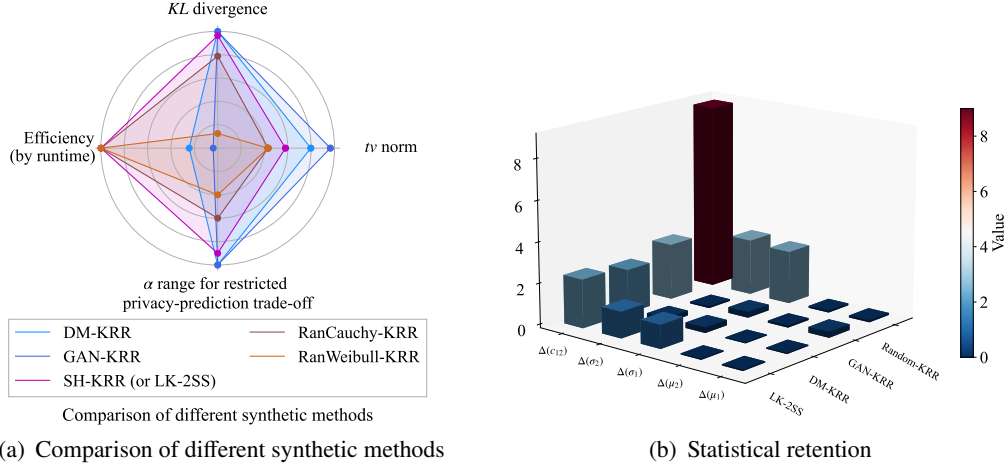 KL divergence
Efficiency
(by runtime)
tv norm
α range for restricted
privacy-prediction trade-off
DM-KRR
RanCauchy-KRR
GAN-KRR
RanWeibull-KRR
SH-KRR (or LK-2SS)
Comparison of different synthetic methods
(a) Comparison of different synthetic methods
8
6
4
2
0
Δ(c₁₂)
Δ(σ₂)
Δ(σ₁)
Δ(μ₂)
Δ(μ₁)
LK-2SS
DM-KRR
GAN-KRR
Random-KRR
8
6
4
2
0
Value
(b) Statistical retention